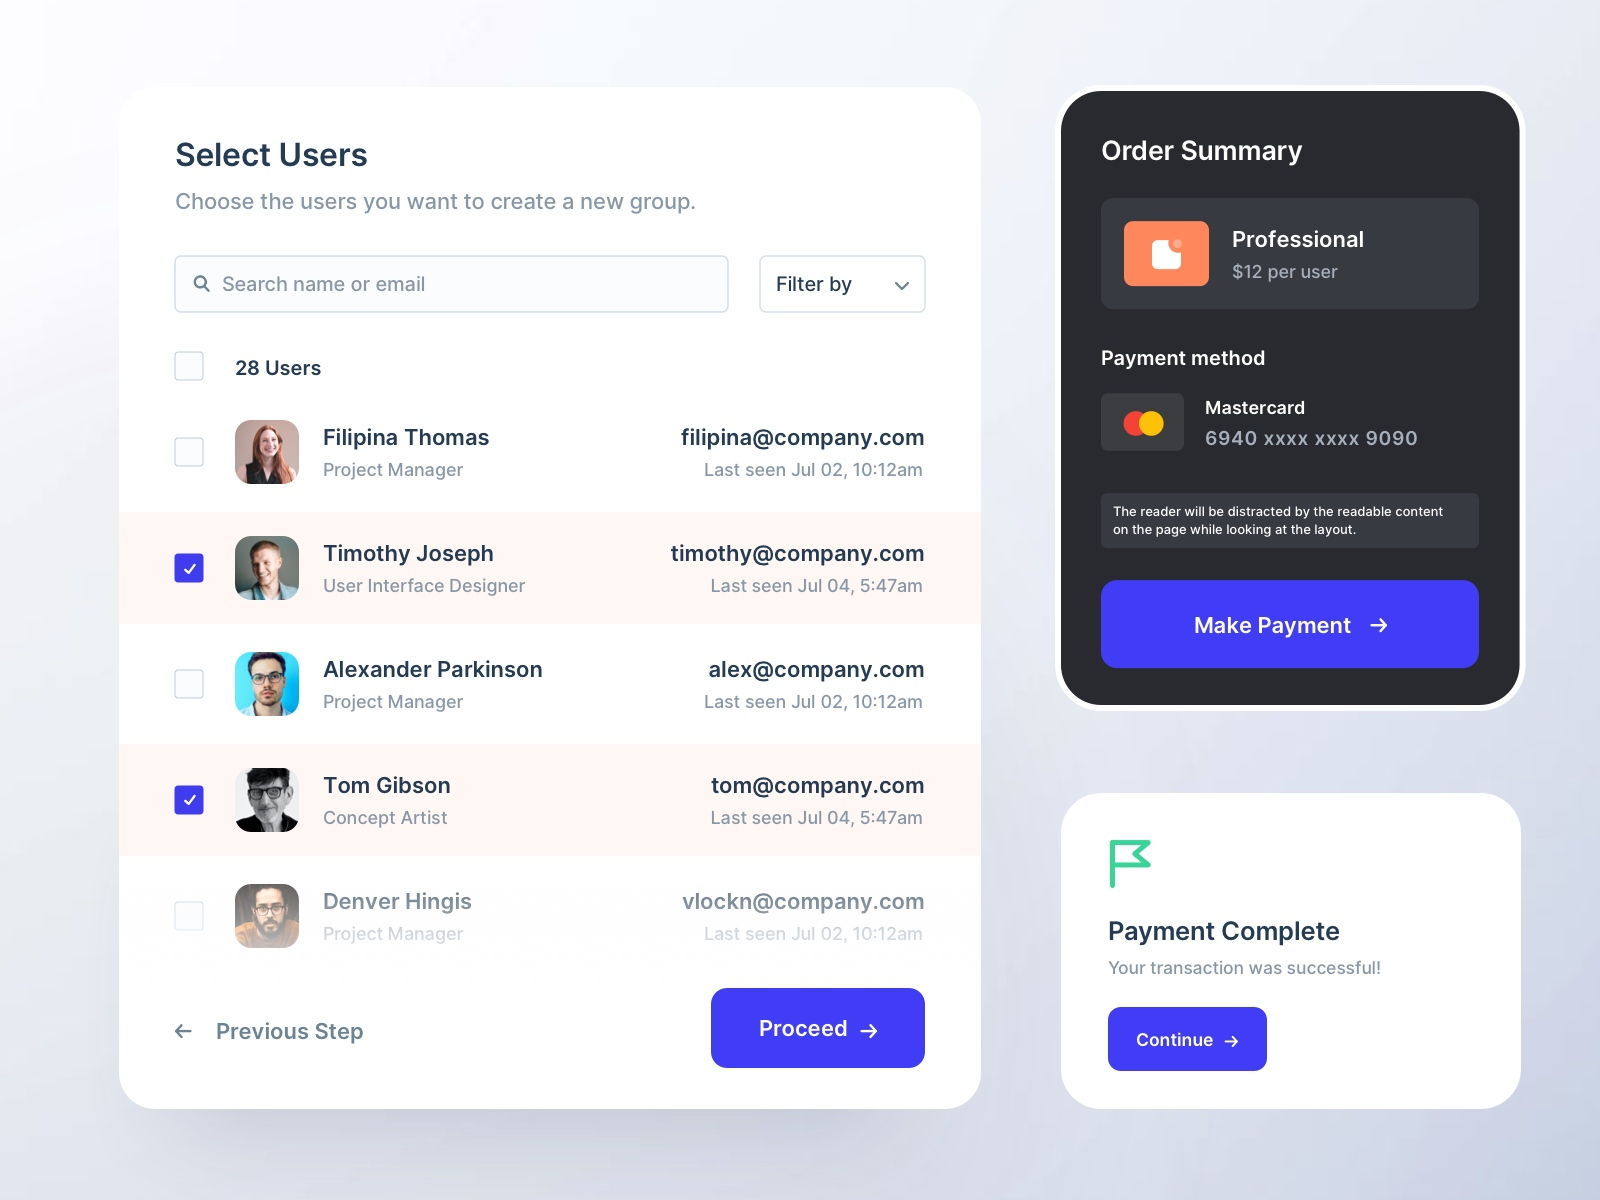 Select Users
Choose the users you want to create a new group.
Search name or email
Filter by
28 Users
Filipina Thomas
filipina@company.com
Project Manager
Last seen Jul 02, 10:12am
Timothy Joseph
timothy@company.com
User Interface Designer
Last seen Jul 04, 5:47am
Alexander Parkinson
alex@company.com
Project Manager
Last seen Jul 02, 10:12am
Tom Gibson
tom@company.com
Concept Artist
Last seen Jul 04, 5:47am
Denver Hingis
vlockn@company.com
Project Manager
Last seen Jul 02, 10:12am
Previous Step
Proceed
Order Summary
Professional
$12 per user
Payment method
Mastercard
6940 xxxx xxxx 9090
The reader will be distracted by the readable content
on the page while looking at the layout.
Make Payment
Payment Complete
Your transaction was successful!
Continue